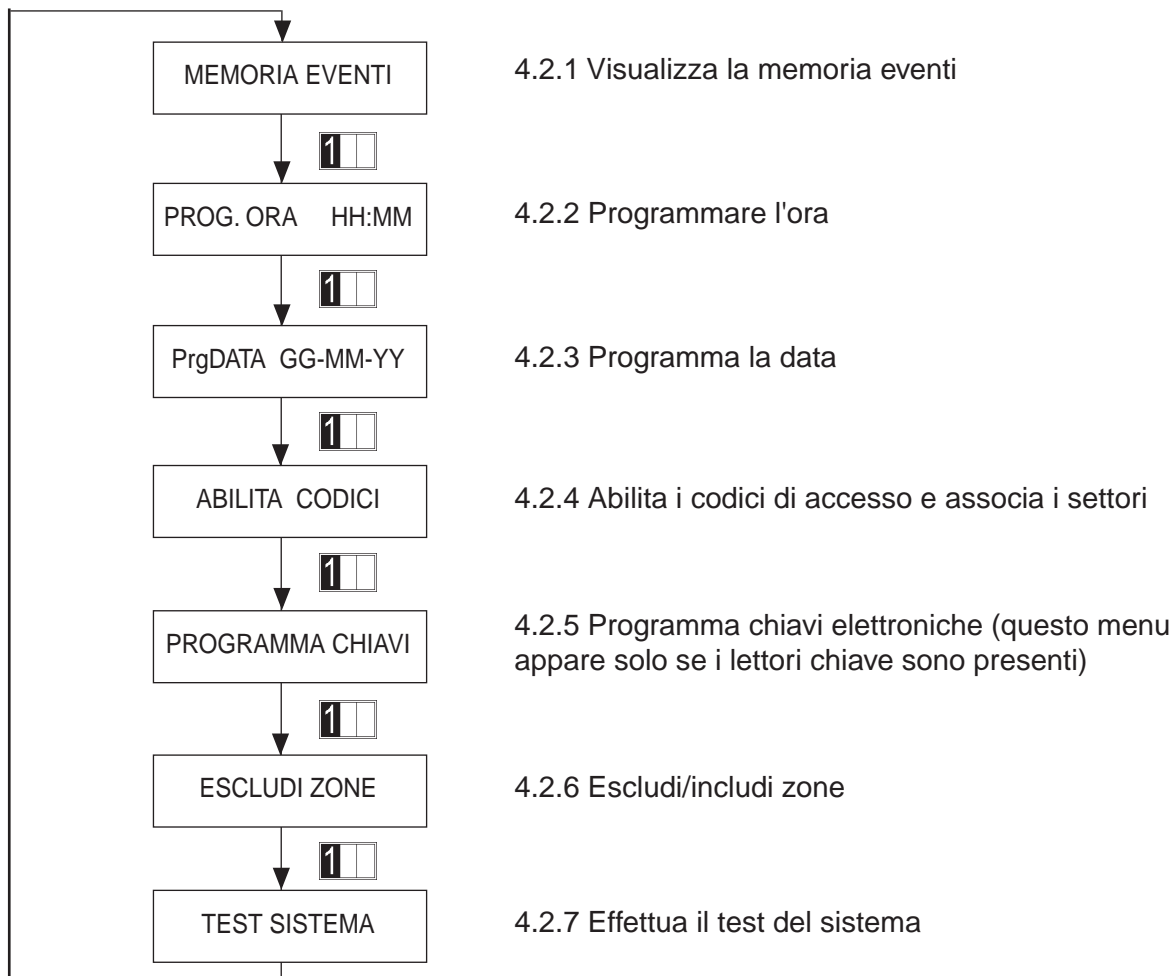 MEMORIA EVENTI
4.2.1 Visualizza la memoria eventi
1
PROG. ORA HH:MM
4.2.2 Programmare l'ora
1
PrgDATA GG-MM-YY
4.2.3 Programma la data
1
ABILITA CODICI
4.2.4 Abilita i codici di accesso e associa i settori
1
PROGRAMMA CHIAVI
4.2.5 Programma chiavi elettroniche (questo menu
appare solo se i lettori chiave sono presenti)
1
ESCLUDI ZONE
4.2.6 Escludi/includi zone
1
TEST SISTEMA
4.2.7 Effettua il test del sistema